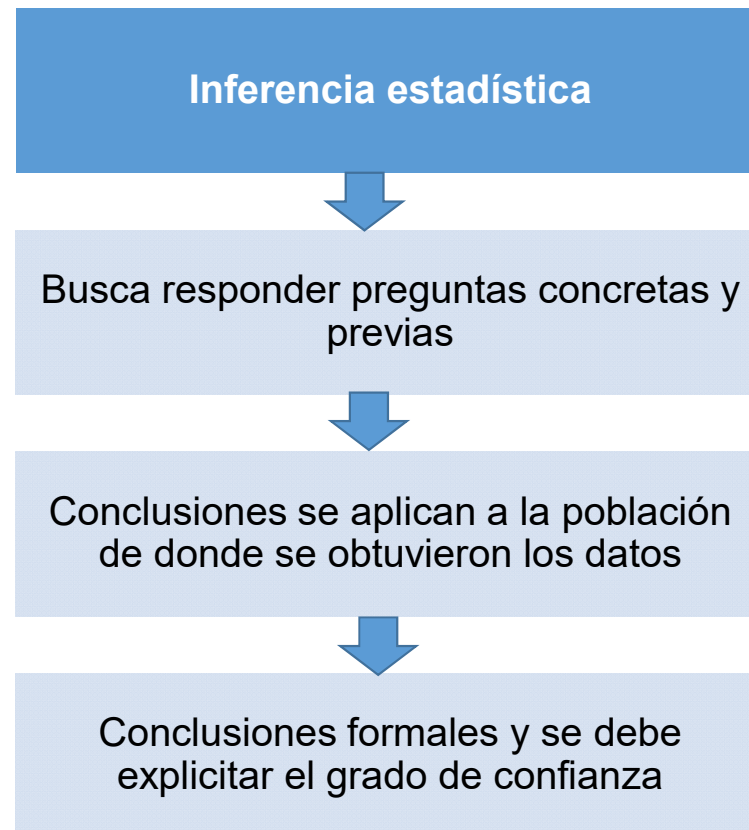 Inferencia estadística
Busca responder preguntas concretas y
previas
Conclusiones se aplican a la población
de donde se obtuvieron los datos
Conclusiones formales y se debe
explicitar el grado de confianza